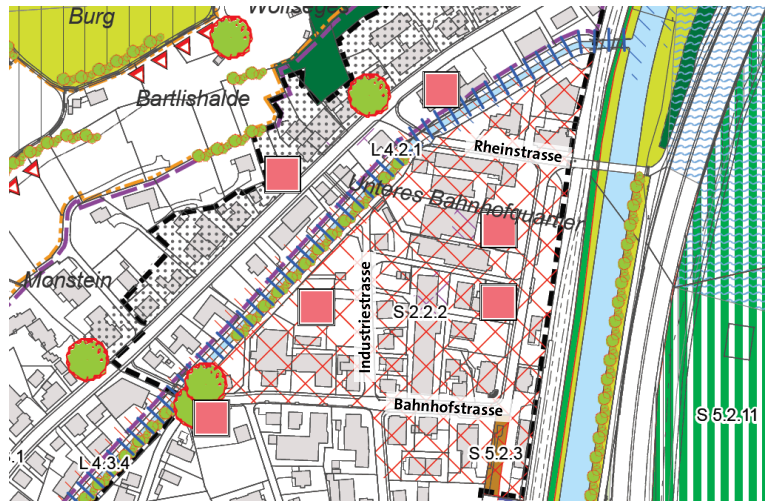 Burg
Bartlishalde
L 4.2.1
Rheinstrasse
Unteres Bahnhofquartier
Monstein
Industriestrasse
S 2.2.2
Bahnhofstrasse
S 5.2.11
S 5.2.3
L 4.3.4